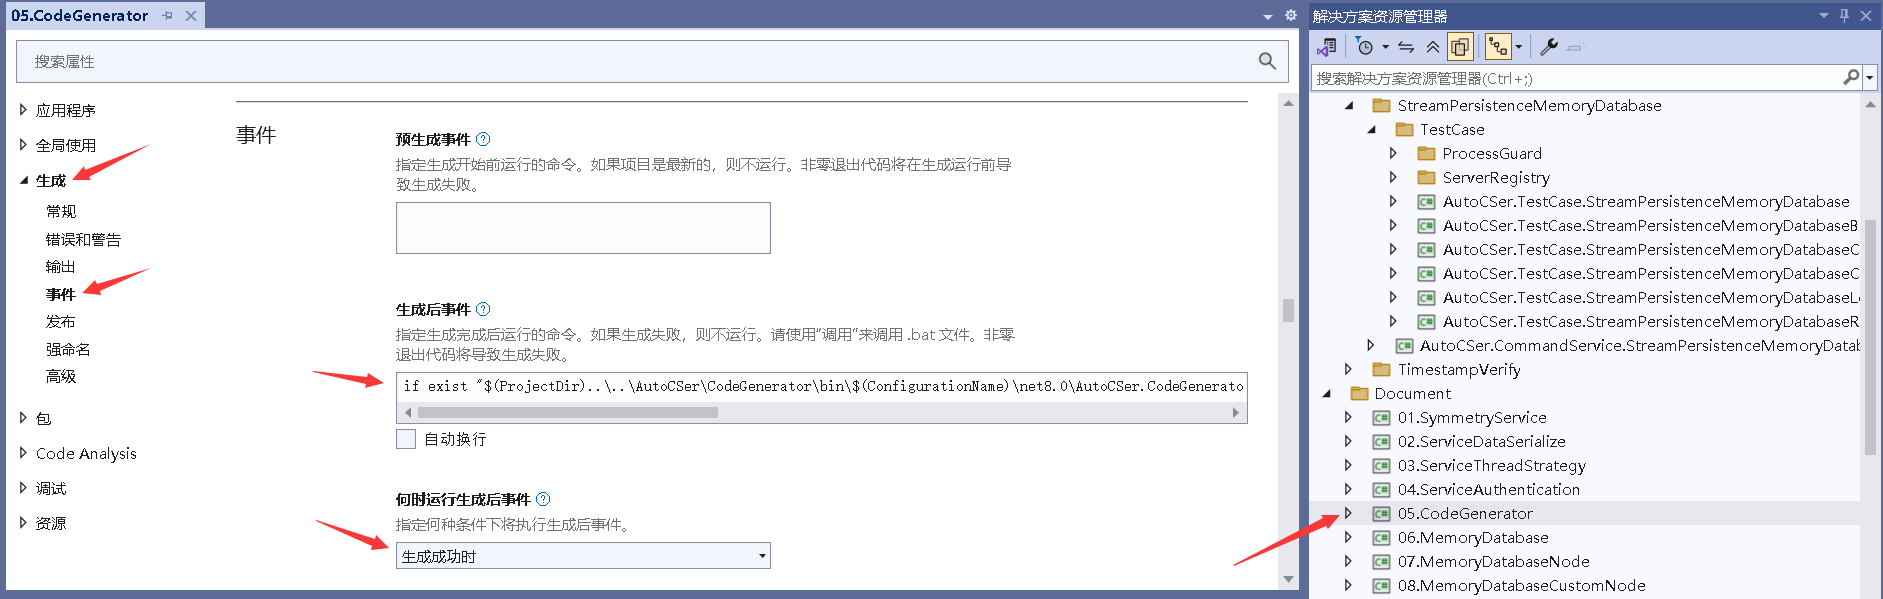 05.CodeGenerator
搜索属性
应用程序
全局使用
生成
常规
错误和警告
输出
事件
发布
强命名
高级
包
Code Analysis
调试
资源
事件
预生成事件
指定生成开始前运行的命令。如果项目是最新的，则不运行。非零退出代码将在生成运行前导
致生成失败。
生成后事件
指定生成完成后运行的命令。如果生成失败，则不运行。请使用“调用”来调用 .bat 文件。非零
退出代码将导致生成失败。
if exist "$(ProjectDir)..\..\AutoCSer\CodeGenerator\bin\$(ConfigurationName)\net8.0\AutoCSer.CodeGenerato
自动换行
何时运行生成后事件
指定何种条件下将执行生成后事件。
生成成功时
解决方案资源管理器
搜索解决方案资源管理器(Ctrl+;)
StreamPersistenceMemoryDatabase
TestCase
ProcessGuard
ServerRegistry
AutoCSer.TestCase.StreamPersistenceMemoryDatabase
AutoCSer.TestCase.StreamPersistenceMemoryDatabaseB
AutoCSer.TestCase.StreamPersistenceMemoryDatabaseC
AutoCSer.TestCase.StreamPersistenceMemoryDatabaseC
AutoCSer.TestCase.StreamPersistenceMemoryDatabaseL
AutoCSer.TestCase.StreamPersistenceMemoryDatabaseR
AutoCSer.CommandService.StreamPersistenceMemoryDatab
TimestampVerify
Document
01.SymmetryService
02.ServiceDataSerialize
03.ServiceThreadStrategy
04.ServiceAuthentication
05.CodeGenerator
06.MemoryDatabase
07.MemoryDatabaseNode
08.MemoryDatabaseCustomNode